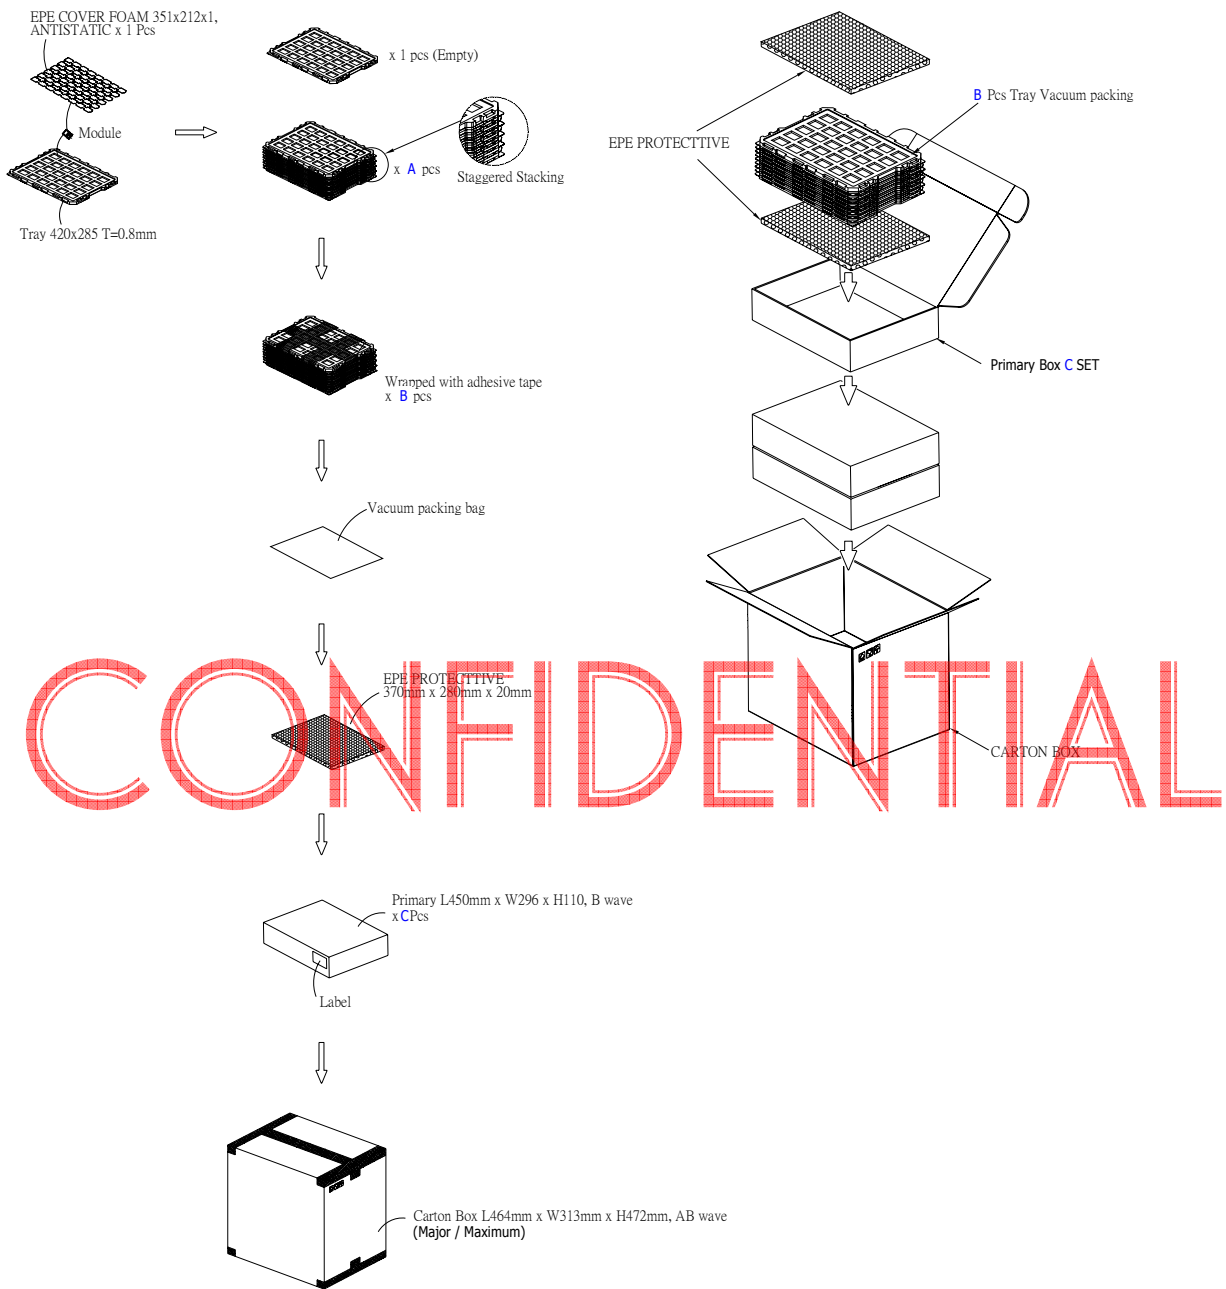 EPE COVER FOAM 351x212x1,
ANTISTATIC x 1 Pcs
Module
Tray 420x285 T=0.8mm
x 1 pcs (Empty)
x A pcs
Staggered Stacking
Wrapped with adhesive tape
x B pcs
Vacuum packing bag
EPE PROTECTTIVE
370mm x 280mm x 20mm
Primary L450mm x W296 x H110, B wave
x CPcs
Label
Carton Box L464mm x W313mm x H472mm, AB wave
(Major / Maximum)
B Pcs Tray Vacuum packing
EPE PROTECTTIVE
Primary Box C SET
CARTON BOX
CONFIDENTIAL